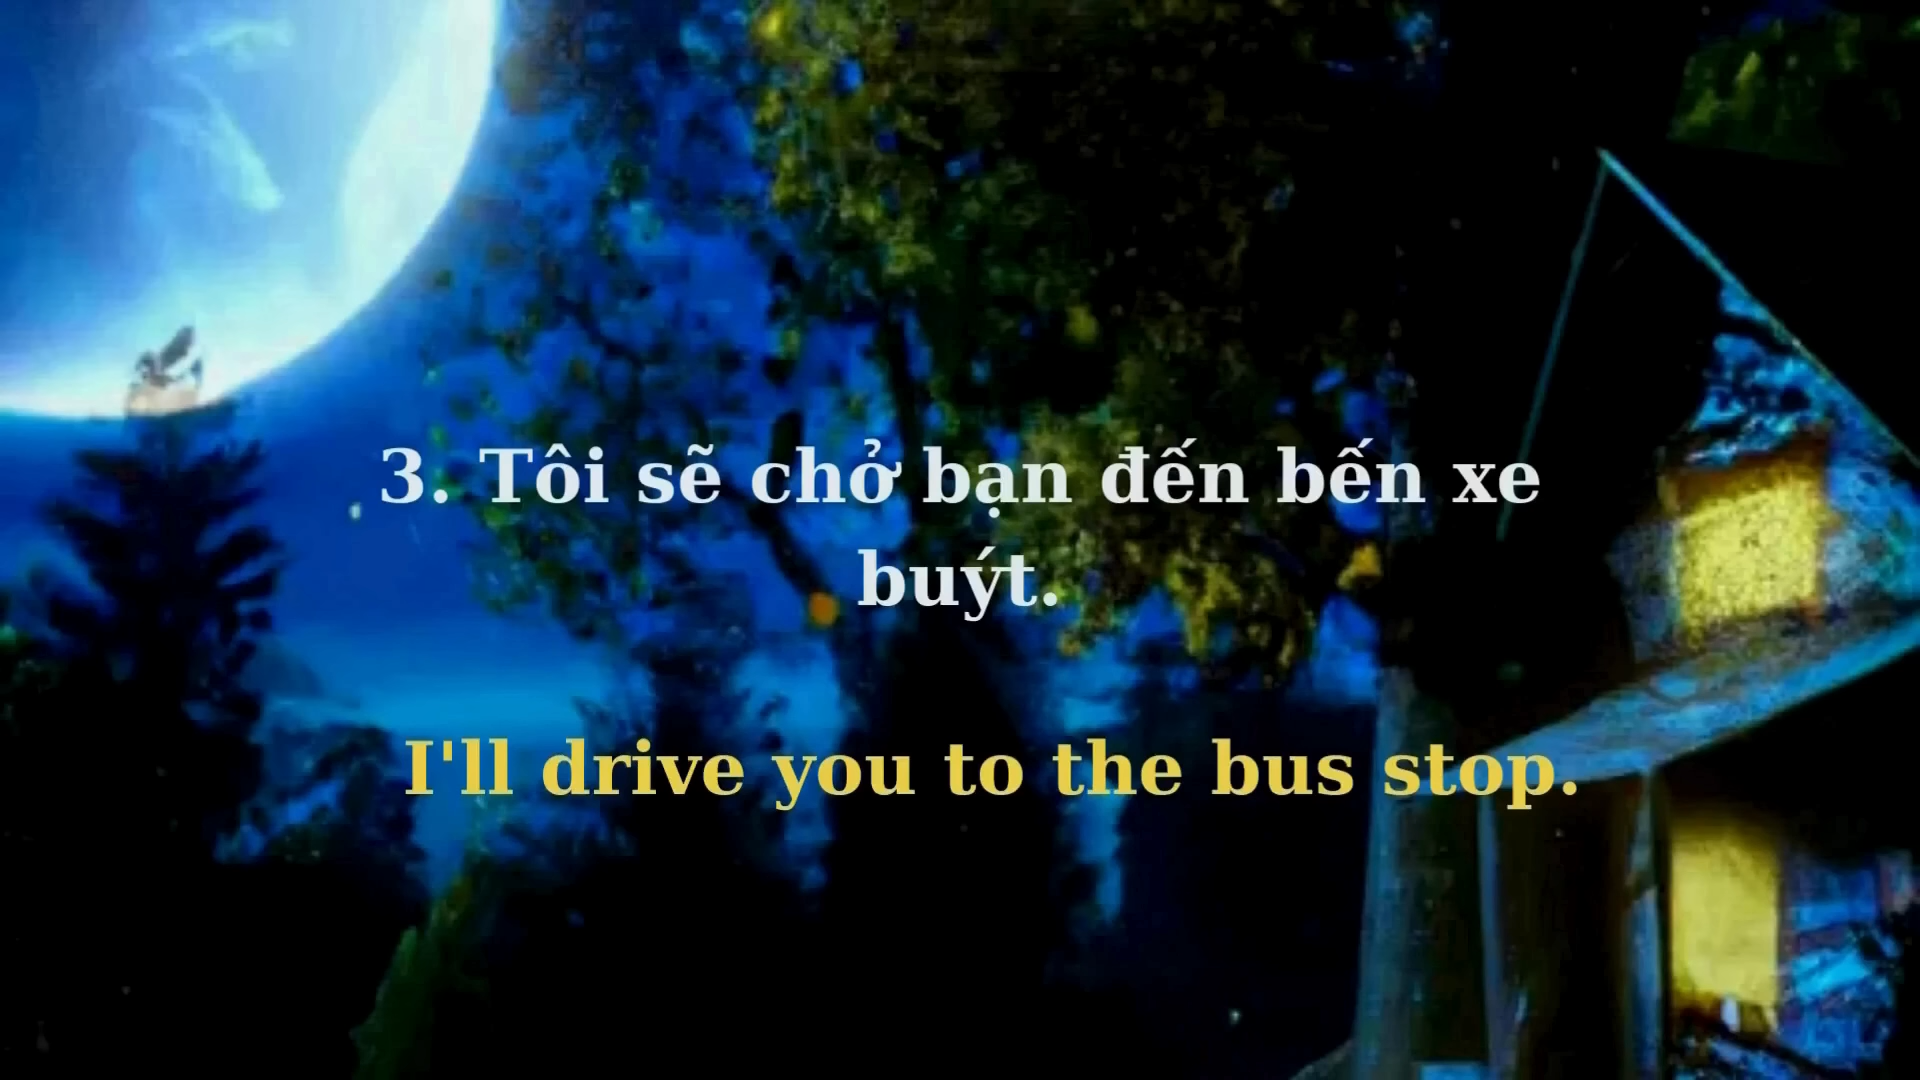 3. Tôi sẽ chở bạn đến bến xe
buýt.
I'll drive you to the bus stop.